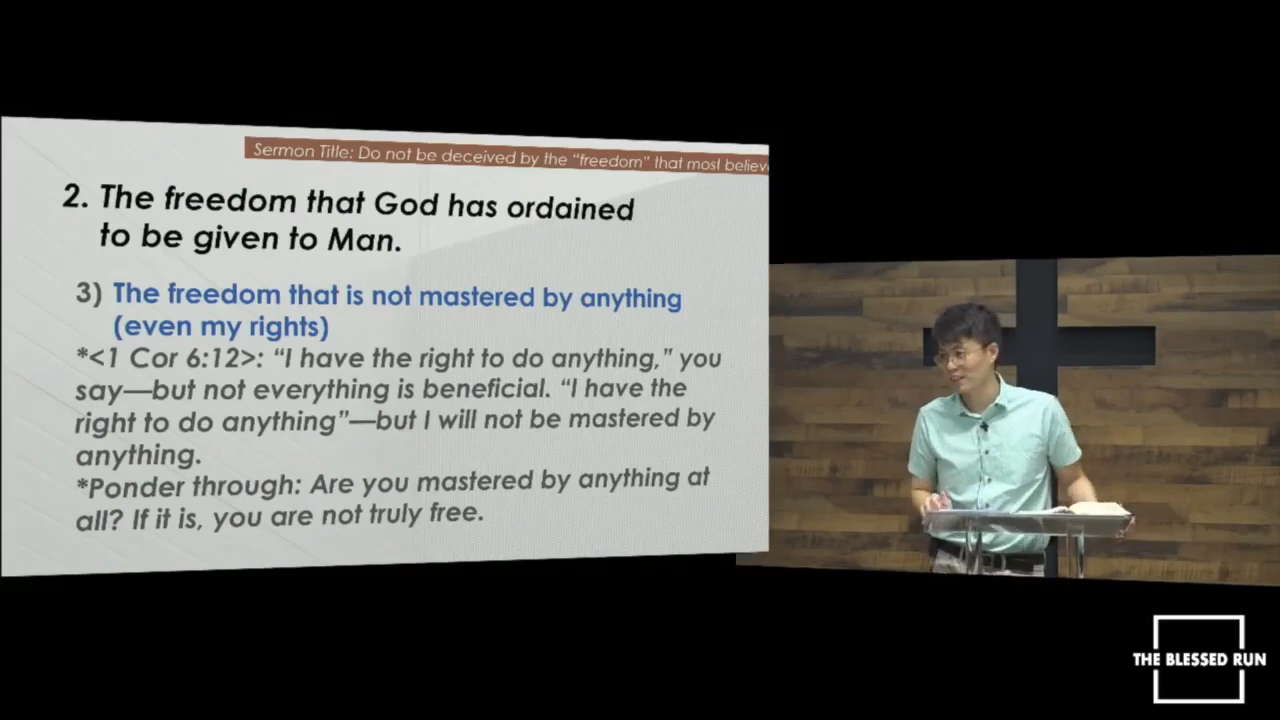 Sermon Title: Do not be deceived by the "freedom" that most
2. The freedom that God has ordained
to be given to Man.
3) The freedom that is not mastered by anything
(even my rights)
*<1 Cor 6:12>: “I have the right to do anything,” you
say—but not everything is beneficial. “I have the
right to do anything”—but I will not be mastered by
anything.
*Ponder through: Are you mastered by anything at
all? If it is, you are not truly free.
THE BLESSED RUN